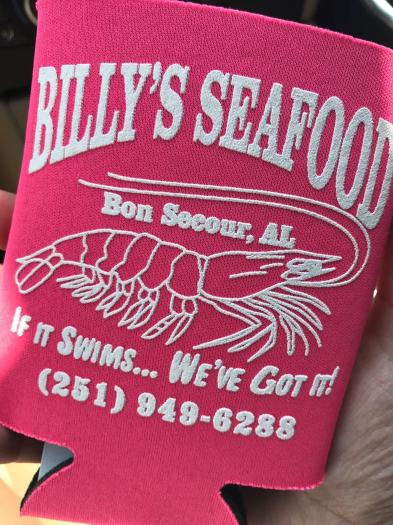 BILLY'S SEAFOOD
Bon Secour, AL
IF IT SWIMS... WE'VE GOT IT!
(251) 949-6288